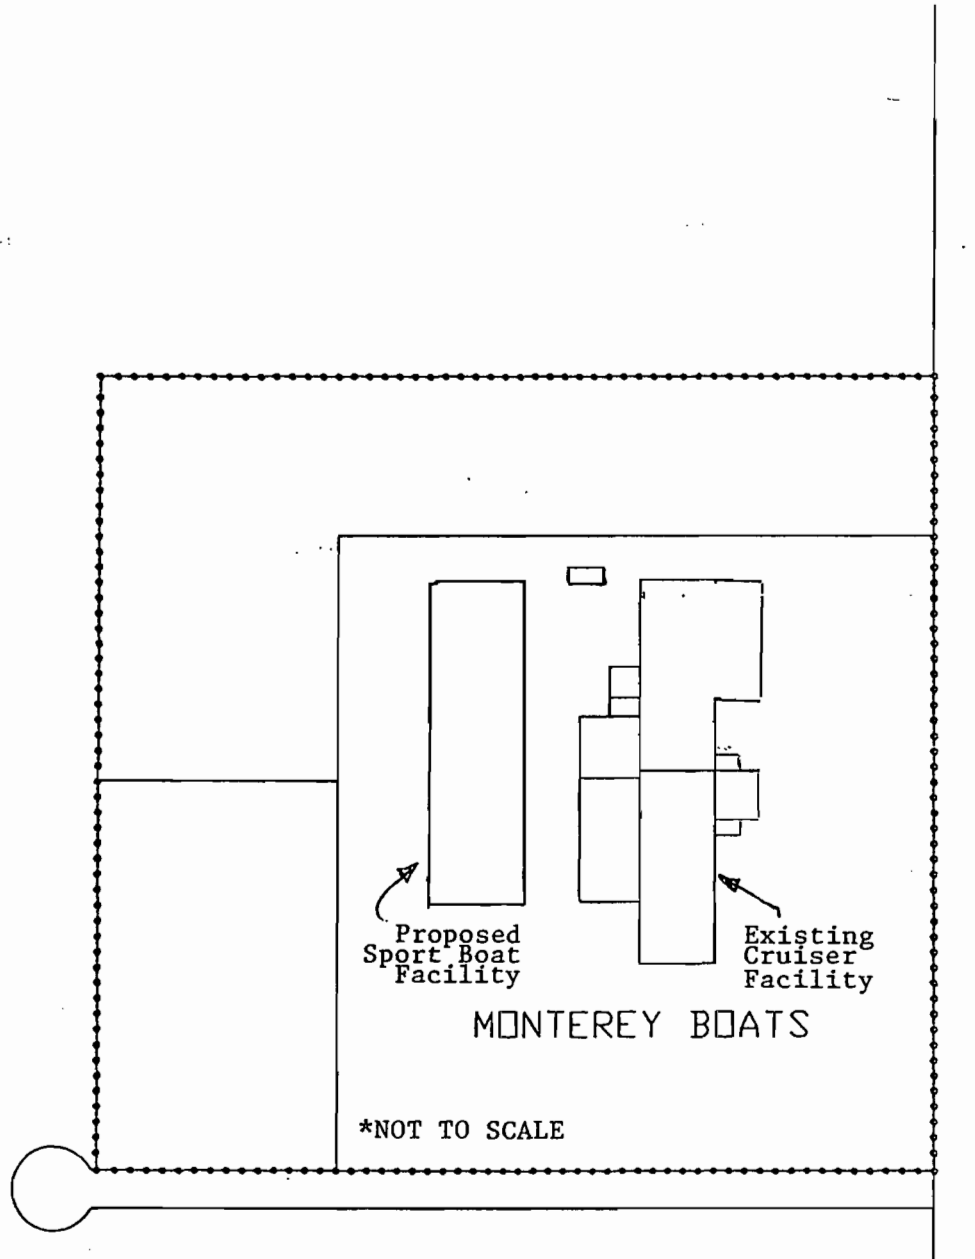 Proposed
Sport Boat
Facility
Existing
Cruiser
Facility
MONTEREY BOATS
*NOT TO SCALE